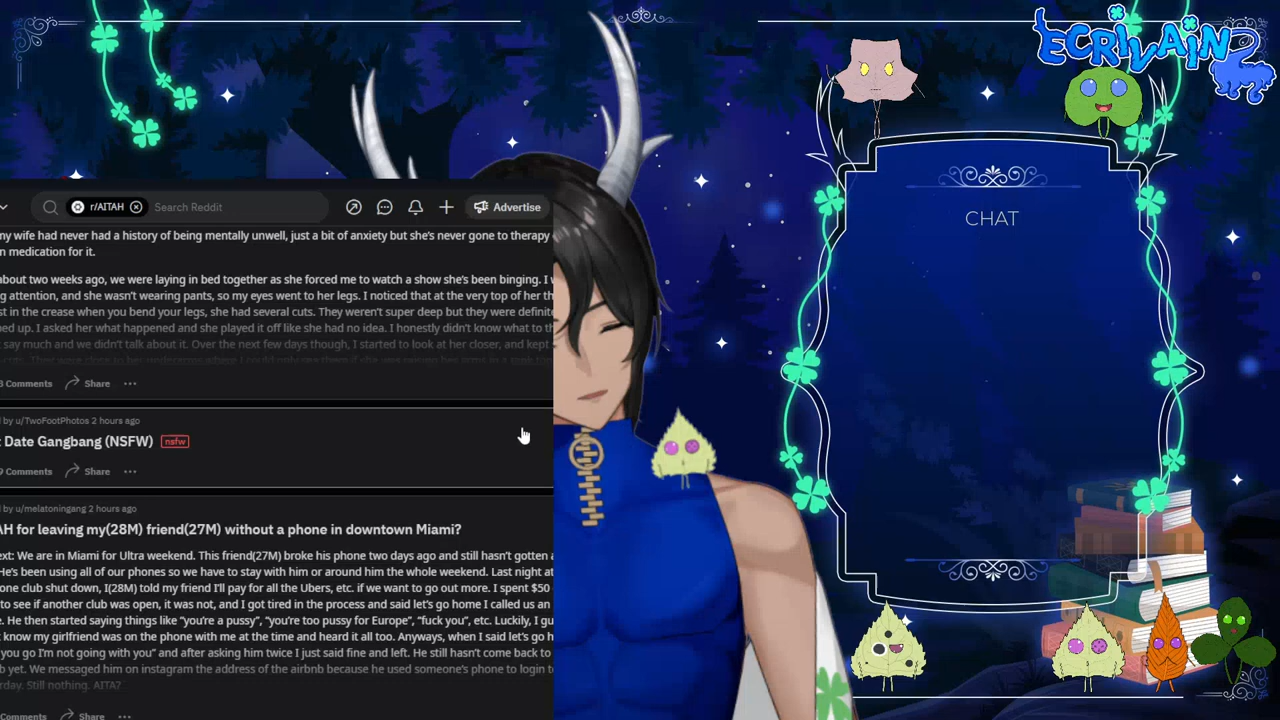 ECRIVAIN
r/AITAH
Search Reddit
Advertise
my wife had never had a history of being mentally unwell, just a bit of anxiety but she's never gone to therapy
n medication for it.
about two weeks ago, we were laying in bed together as she forced me to watch a show she's been binging. I
g attention, and she wasn't wearing pants, so my eyes went to her legs. I noticed that at the very top of her
st in the crease when you bend your legs, she had several cuts. They weren't super deep but they were
ped up. I asked her what happened and she played it off like she had no idea. I honestly didn't know what to
say much and we didn't talk about it. Over the next few days though, I started to look at her closer, and kept
Comments
Share
d by u/TwoFootPhotos 2 hours ago
t Date Gangbang (NSFW)
nsfw
9 Comments
Share
d by u/melatoningang 2 hours ago
AH for leaving my(28M) friend(27M) without a phone in downtown Miami?
ext: We are in Miami for Ultra weekend. This friend(27M) broke his phone two days ago and still hasn't gotten
He's been using all of our phones so we have to stay with him or around him the whole weekend. Last night
one club shut down, I(28M) told my friend I'll pay for all the Ubers, etc. if we want to go out more. I spent $50
to see if another club was open, it was not, and I got tired in the process and said let's go home I called us an
e. He then started saying things like "you're a pussy", "you're too pussy for Europe", "fuck you", etc. Luckily, I
know my girlfriend was on the phone with me at the time and heard it all too. Anyways, when I said let's go
you go I'm not going with you" and after asking him twice I just said fine and left. He still hasn't come back to
b yet. We messaged him on instagram the address of the airbnb because he used someone's phone to login
rday. Still nothing. AITA?
Comments
Share
CHAT